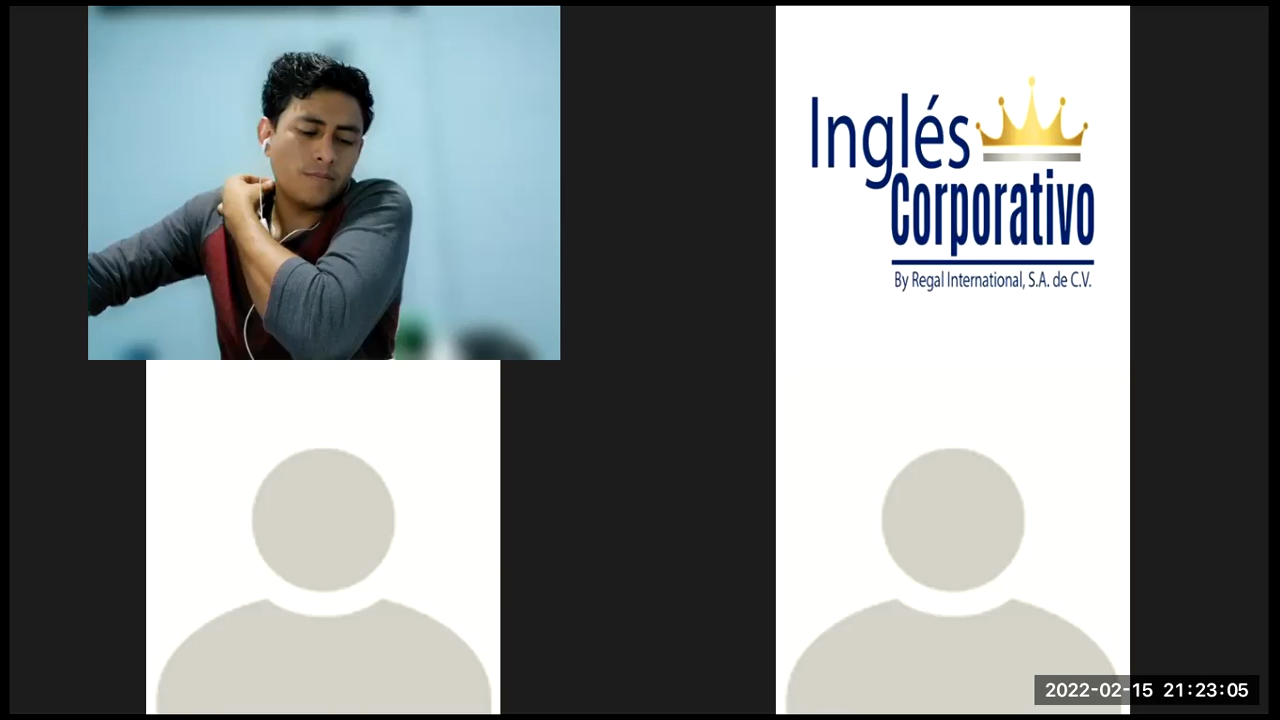 Inglés
Corporativo
By Regal International, S.A. de C.V.
2022-02-15 21:23:05